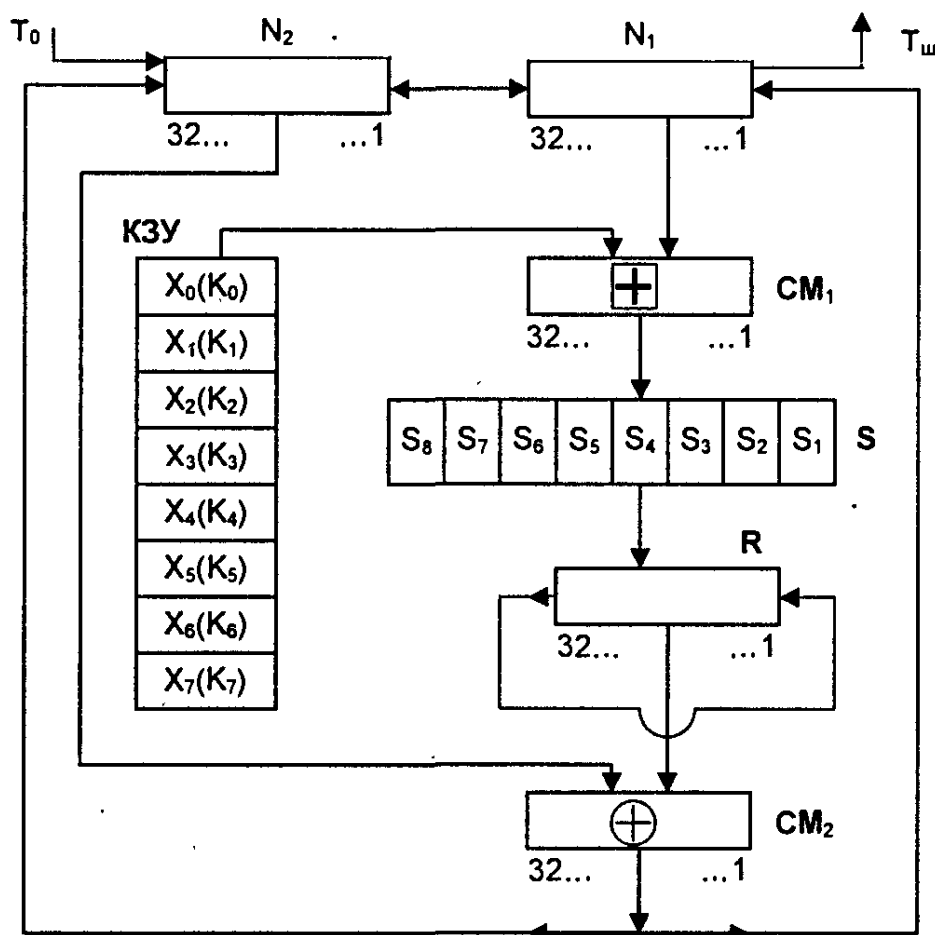 T₀ N₂ N₁ Tш
32... ...1 32... ...1
КЗУ
X₀(K₀) CM₁
X₁(K₁) 32... ...1
X₂(K₂)
X₃(K₃) S₈ S₇ S₆ S₅ S₄ S₃ S₂ S₁ S
X₄(K₄)
X₅(K₅) R
X₆(K₆) 32... ...1
X₇(K₇)
CM₂
32... ...1